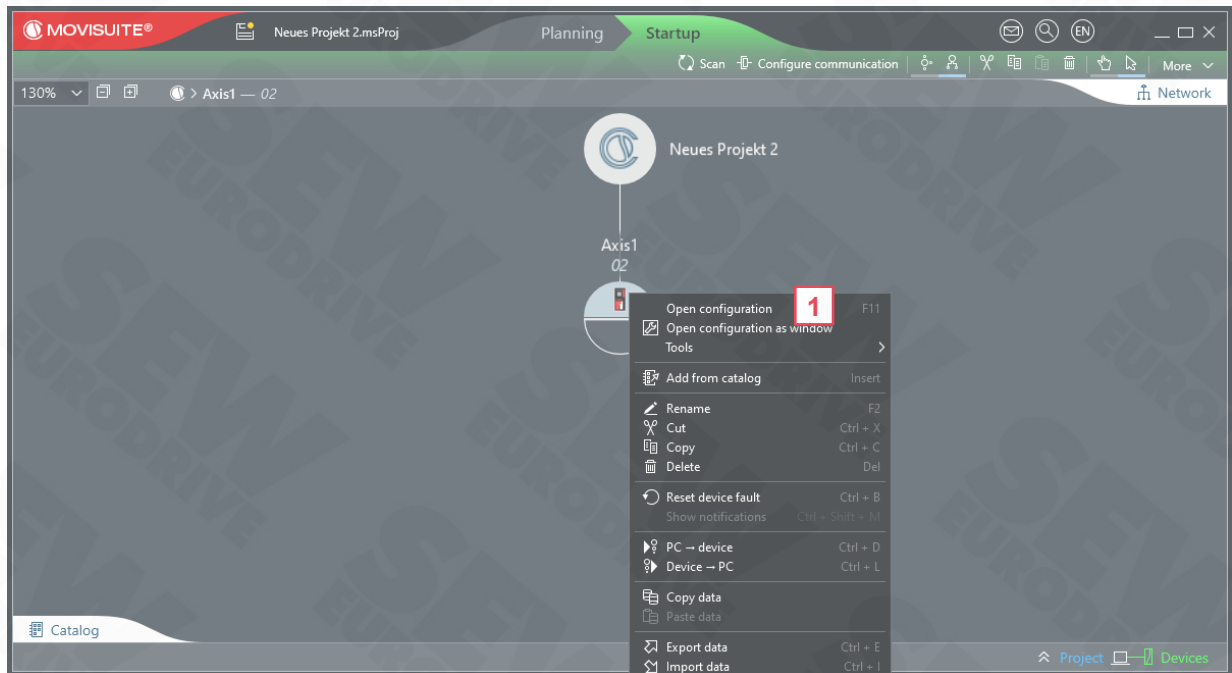 MOVISUITE®
Neues Projekt 2.msProj
Planning
Startup
EN
Scan
Configure communication
More
130%
> Axis1 — 02
Network
Neues Projekt 2
Axis1
02
Open configuration F11
1
Open configuration as window
Tools
Add from catalog Insert
Rename F2
Cut Ctrl + X
Copy Ctrl + C
Delete Del
Reset device fault Ctrl + B
Show notifications Ctrl + Shift + M
PC → device Ctrl + D
Device → PC Ctrl + L
Copy data
Paste data
Export data Ctrl + E
Import data Ctrl + I
Catalog
Project
Devices
SEW
EURODRIVE